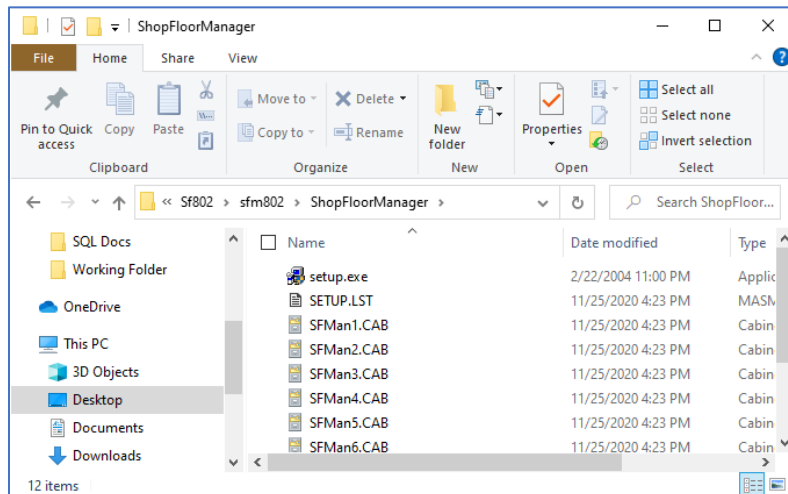 ShopFloorManager
File Home Share View
Pin to Quick access
Copy
Paste
Move to
Copy to
Delete
Rename
New folder
Properties
Select all
Select none
Invert selection
Clipboard Organize New Open Select
« Sf802 › sfm802 › ShopFloorManager ›
Search ShopFloor...
SQL Docs
Working Folder
OneDrive
This PC
3D Objects
Desktop
Documents
Downloads
Name Date modified Type
setup.exe 2/22/2004 11:00 PM Applic
SETUP.LST 11/25/2020 4:23 PM MASM
SFMan1.CAB 11/25/2020 4:23 PM Cabin
SFMan2.CAB 11/25/2020 4:23 PM Cabin
SFMan3.CAB 11/25/2020 4:23 PM Cabin
SFMan4.CAB 11/25/2020 4:23 PM Cabin
SFMan5.CAB 11/25/2020 4:23 PM Cabin
SFMan6.CAB 11/25/2020 4:23 PM Cabin
12 items